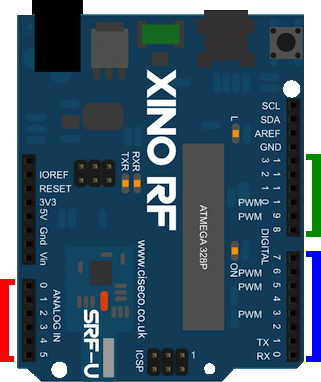 SCL
SDA
AREF
GND
13
12
11
10
PWM 9
PWM 8
DIGITAL
7
PWM 6
PWM 5
4
PWM 3
2
TX 1
RX 0
L
ON
XINO RF
RXR
TXR
ATMEGA 328P
www.ciseco.co.uk
IOREF
RESET
3V3
5V
Gnd
Vin
ANALOG IN
0
1
2
3
4
5
SRF-U
ICSP
1